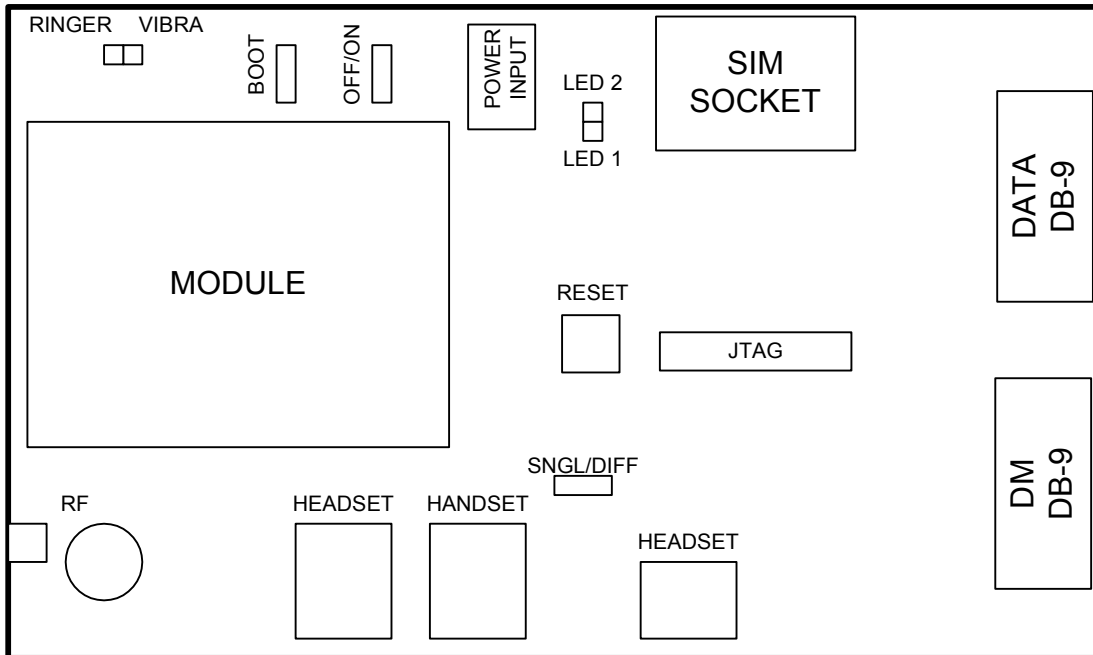 RINGER VIBRA
BOOT
OFF/ON
POWER
INPUT
LED 2
LED 1
SIM
SOCKET
DATA
DB-9
MODULE
RESET
JTAG
SNGL/DIFF
DM
DB-9
RF
HEADSET
HANDSET
HEADSET